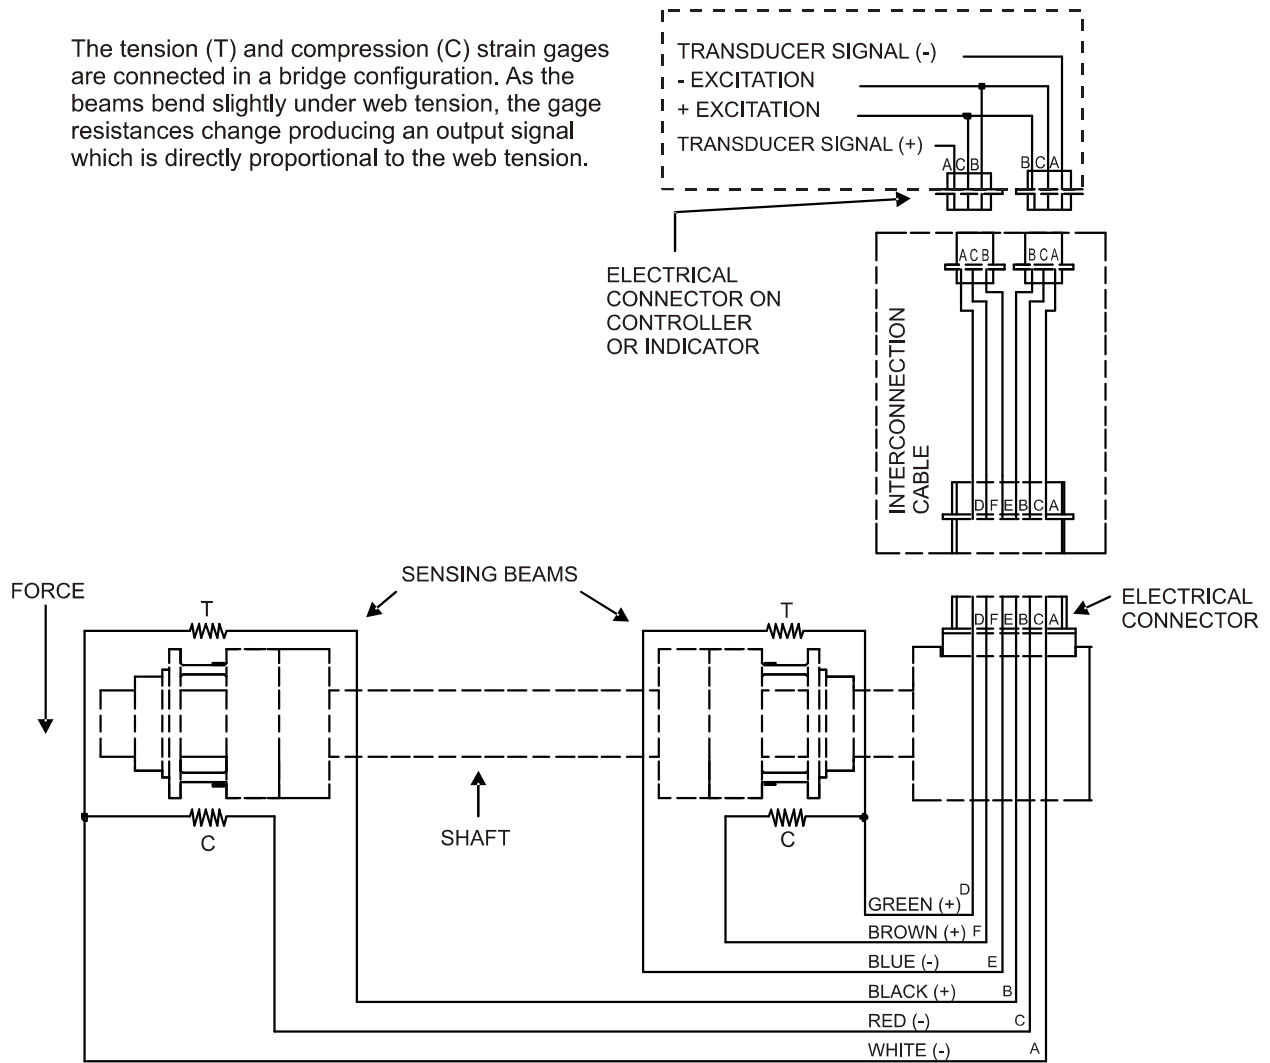 The tension (T) and compression (C) strain gages
are connected in a bridge configuration. As the
beams bend slightly under web tension, the gage
resistances change producing an output signal
which is directly proportional to the web tension.
TRANSDUCER SIGNAL (-)
- EXCITATION
+ EXCITATION
TRANSDUCER SIGNAL (+)
A C B
B C A
ELECTRICAL
CONNECTOR ON
CONTROLLER
OR INDICATOR
A C B
B C A
INTERCONNECTION
CABLE
D F E B C A
FORCE
SENSING BEAMS
T
T
D F E B C A
ELECTRICAL
CONNECTOR
SHAFT
C
C
D
GREEN (+)
BROWN (+) F
BLUE (-) E
BLACK (+) B
RED (-) C
WHITE (-) A